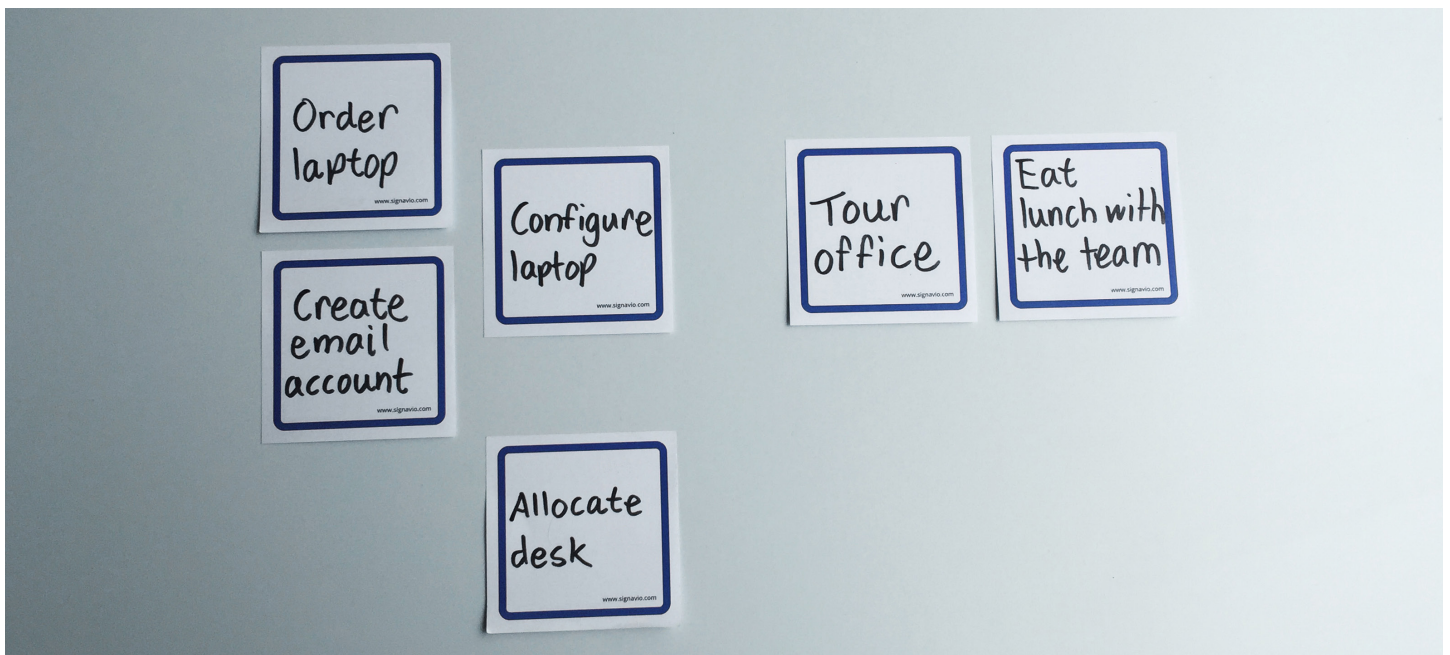 Order
laptop
www.signavio.com
Create
email
account
www.signavio.com
Configure
laptop
www.signavio.com
Allocate
desk
www.signavio.com
Tour
office
www.signavio.com
Eat
lunch with
the team
www.signavio.com